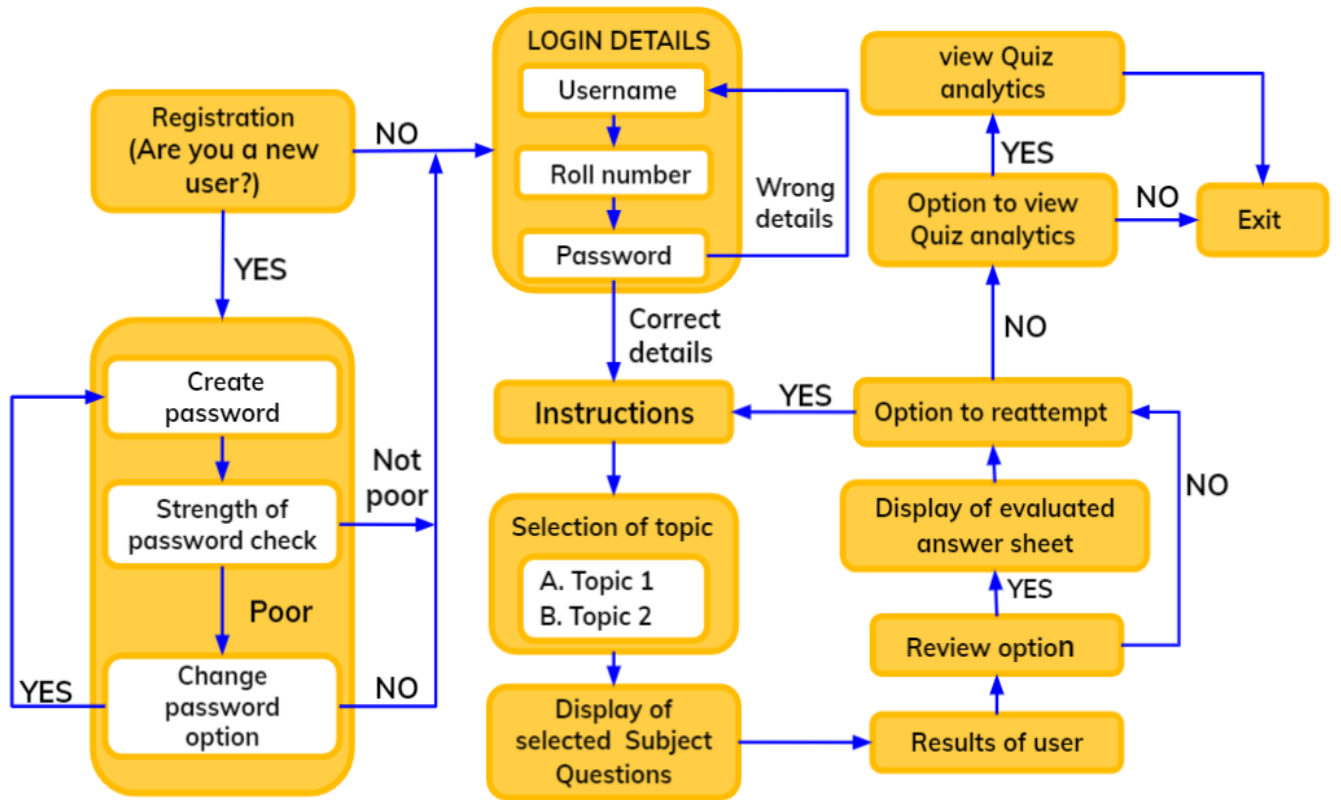 Registration
(Are you a new
user?)
NO
YES
Create
password
Strength of
password check
Not
poor
Poor
Change
password
option
YES
NO
LOGIN DETAILS
Username
Roll number
Password
Wrong
details
Correct
details
Instructions
Selection of topic
A. Topic 1
B. Topic 2
Display of
selected Subject
Questions
Results of user
Review option
YES
NO
Display of evaluated
answer sheet
Option to reattempt
YES
NO
Option to view
Quiz analytics
YES
NO
view Quiz
analytics
Exit